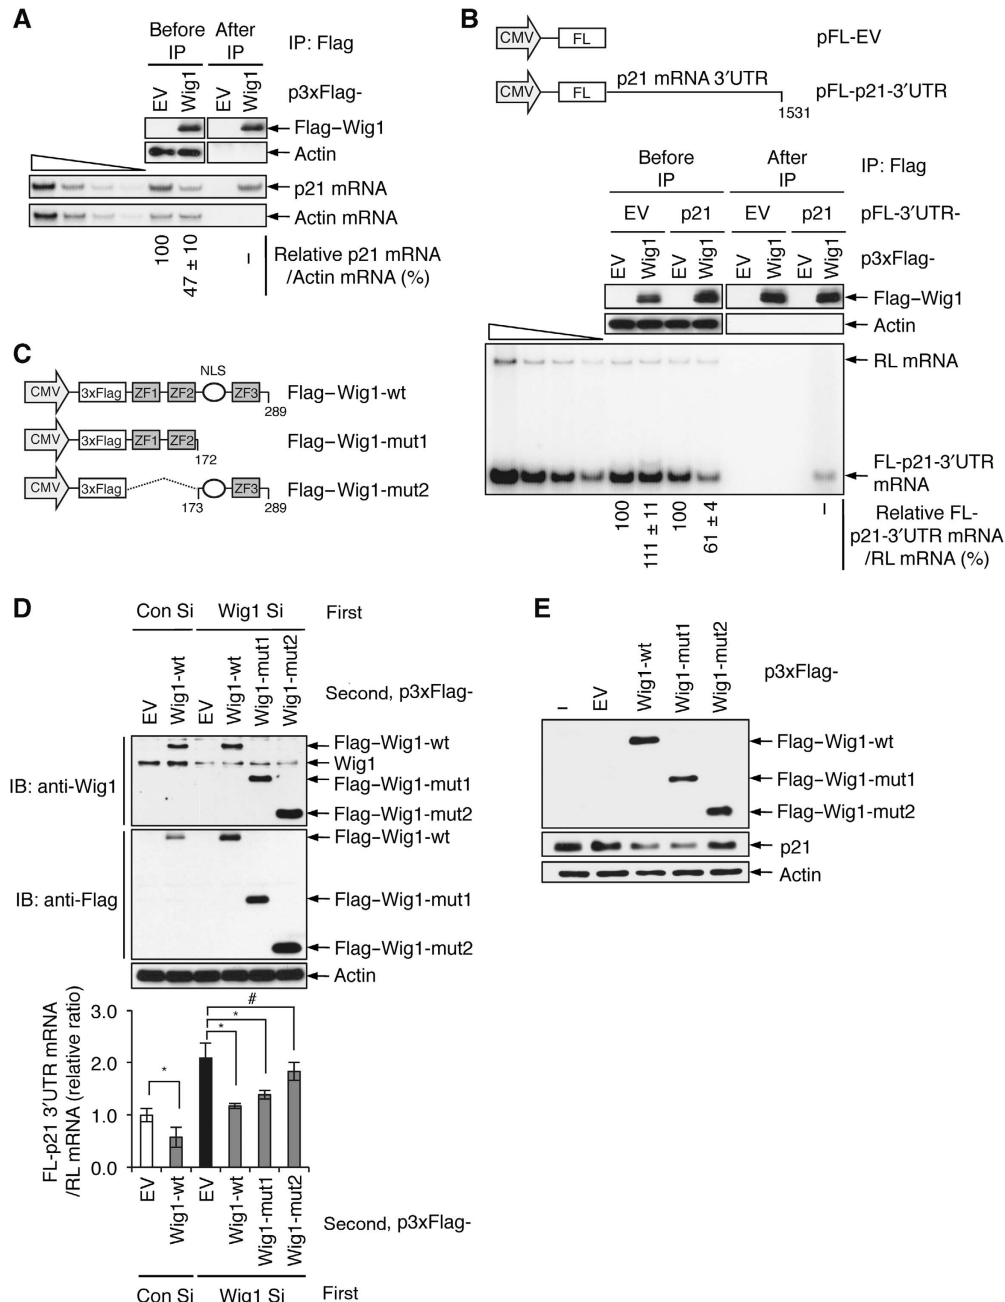 A
Before IP
After IP
IP: Flag
EV
Wig1
EV
Wig1
p3xFlag-
Flag–Wig1
Actin
p21 mRNA
Actin mRNA
100
47 ± 10
–
Relative p21 mRNA
/Actin mRNA (%)
B
CMV
FL
pFL-EV
CMV
FL
p21 mRNA 3′UTR
1531
pFL-p21-3′UTR
Before IP
After IP
IP: Flag
EV
p21
EV
p21
pFL-3′UTR-
EV
Wig1
EV
Wig1
EV
Wig1
EV
Wig1
p3xFlag-
Flag–Wig1
Actin
RL mRNA
FL-p21-3′UTR
mRNA
100
111 ± 11
100
61 ± 4
–
Relative FL-
p21-3′UTR mRNA
/RL mRNA (%)
C
NLS
CMV
3xFlag
ZF1
ZF2
ZF3
289
Flag–Wig1-wt
CMV
3xFlag
ZF1
ZF2
172
Flag–Wig1-mut1
CMV
3xFlag
173
ZF3
289
Flag–Wig1-mut2
D
Con Si
Wig1 Si
First
EV
Wig1-wt
EV
Wig1-wt
Wig1-mut1
Wig1-mut2
Second, p3xFlag-
IB: anti-Wig1
Flag–Wig1-wt
Wig1
Flag–Wig1-mut1
Flag–Wig1-mut2
IB: anti-Flag
Flag–Wig1-wt
Flag–Wig1-mut1
Flag–Wig1-mut2
Actin
FL-p21 3′UTR mRNA
/RL mRNA (relative ratio)
3.0
2.0
1.0
0.0
*
*
*
#
EV
Wig1-wt
EV
Wig1-wt
Wig1-mut1
Wig1-mut2
Second, p3xFlag-
Con Si
Wig1 Si
First
E
–
EV
Wig1-wt
Wig1-mut1
Wig1-mut2
p3xFlag-
Flag–Wig1-wt
Flag–Wig1-mut1
Flag–Wig1-mut2
p21
Actin